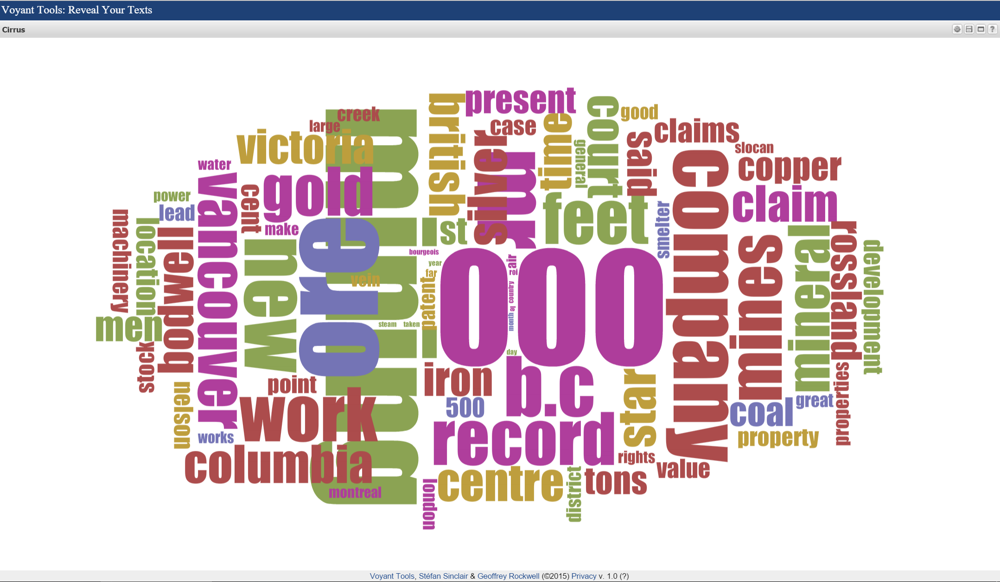 Voyant Tools: Reveal Your Texts
Cirrus
present
creek
large
victoria
british
case
time
court
good
general
said
claims
slocan
copper
water
vancouver
gold
cent
make
silver
mr
feet
st
claim
smelter
company
power
lead
machinery
location
llewpoq
new
ore
mining
vein
bourgeois
year
far
patent
steam
taken
000
air
roi
country
le
month
day
mines
mineral
rossland
development
men
stock
nelson
point
work
works
columbia
montreal
iron
500
b.c
record
star
coal
great
properties
property
rights
value
centre
tons
district
london
Voyant Tools, Stéfan Sinclair & Geoffrey Rockwell (©2015) Privacy v. 1.0 (?)